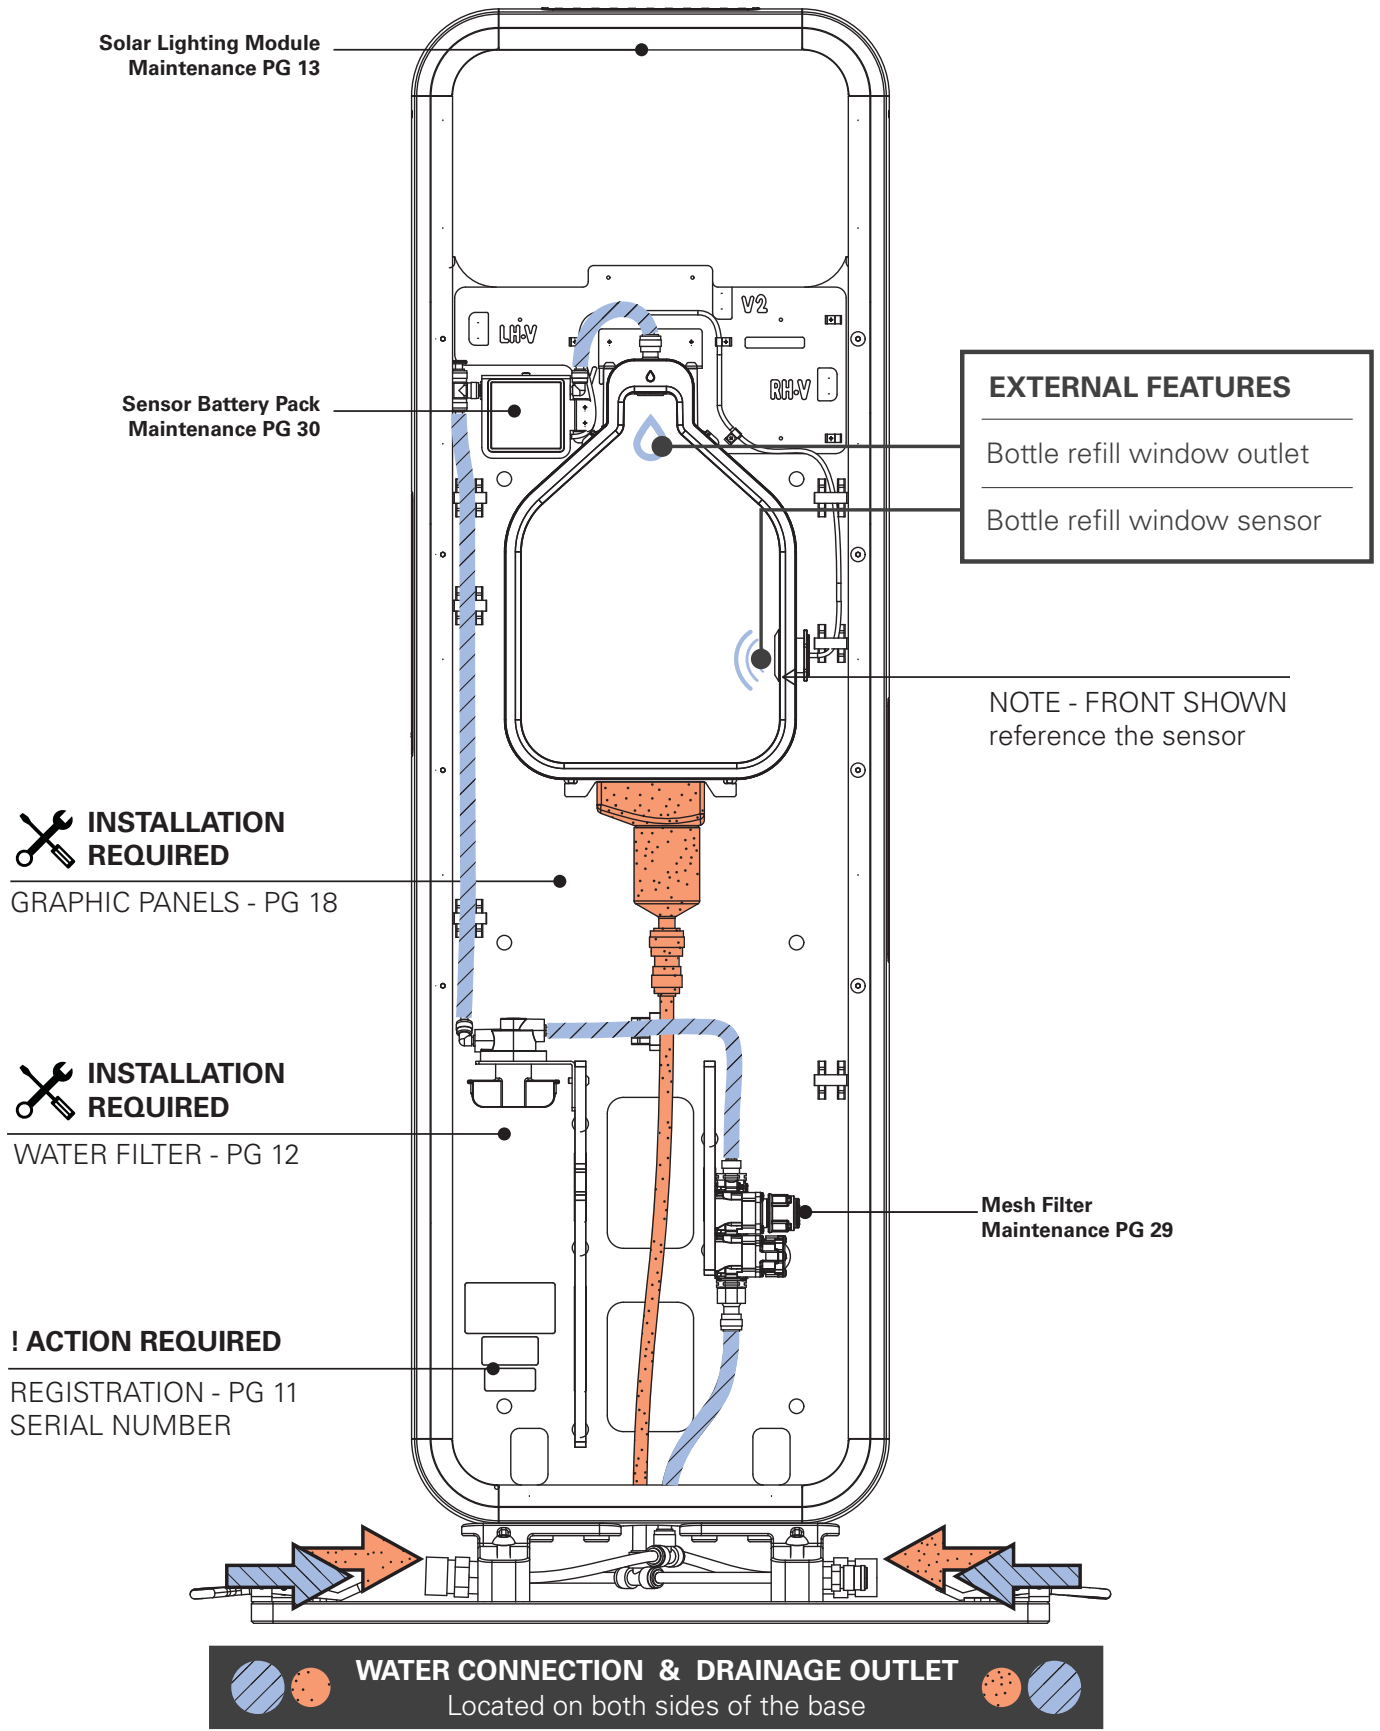 Solar Lighting Module
Maintenance PG 13
V2
LH-V
RH-V
Sensor Battery Pack
Maintenance PG 30
EXTERNAL FEATURES
Bottle refill window outlet
Bottle refill window sensor
NOTE - FRONT SHOWN
reference the sensor
INSTALLATION
REQUIRED
GRAPHIC PANELS - PG 18
INSTALLATION
REQUIRED
WATER FILTER - PG 12
Mesh Filter
Maintenance PG 29
! ACTION REQUIRED
REGISTRATION - PG 11
SERIAL NUMBER
WATER CONNECTION & DRAINAGE OUTLET
Located on both sides of the base